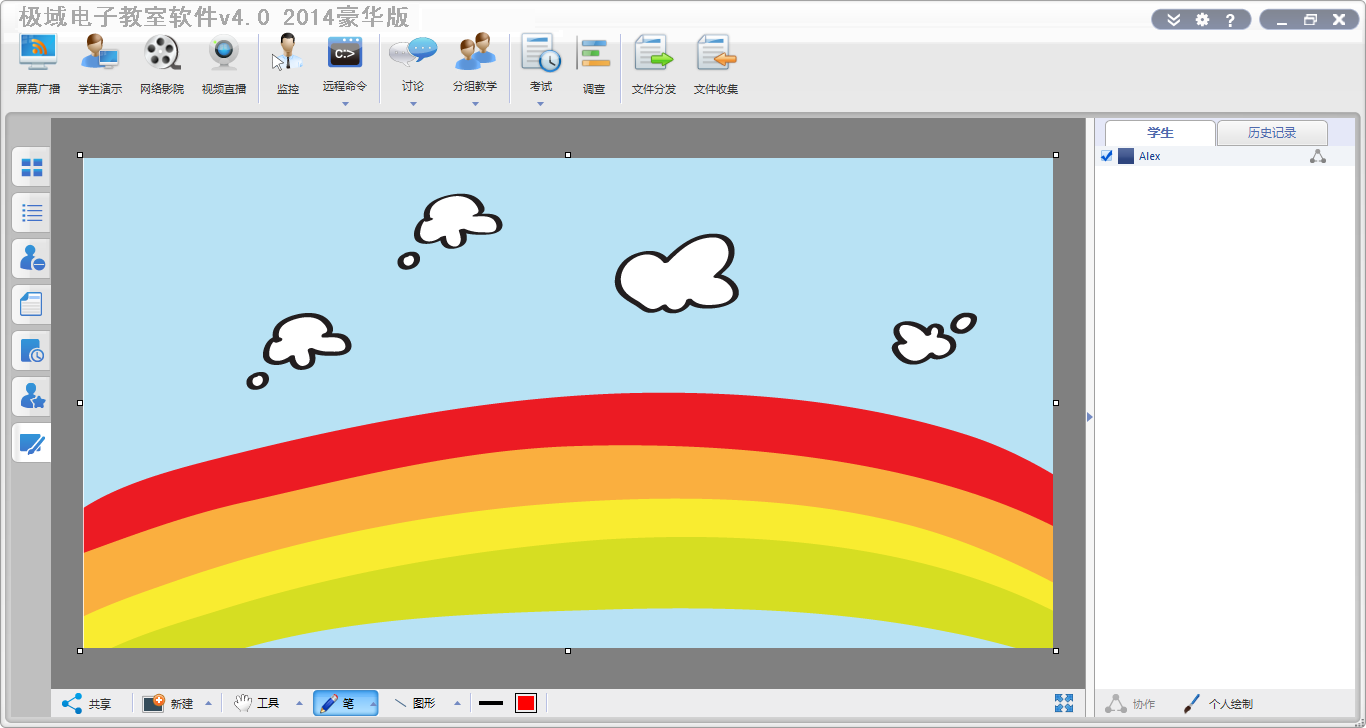 极域电子教室软件v4.0 2014豪华版
?
屏幕广播 学生演示 网络影院 视频直播 监控 远程命令 讨论 分组教学 考试 调查 文件分发 文件收集
C:>
学生 历史记录
Alex
共享 新建 工具 笔 图形 协作 个人绘制